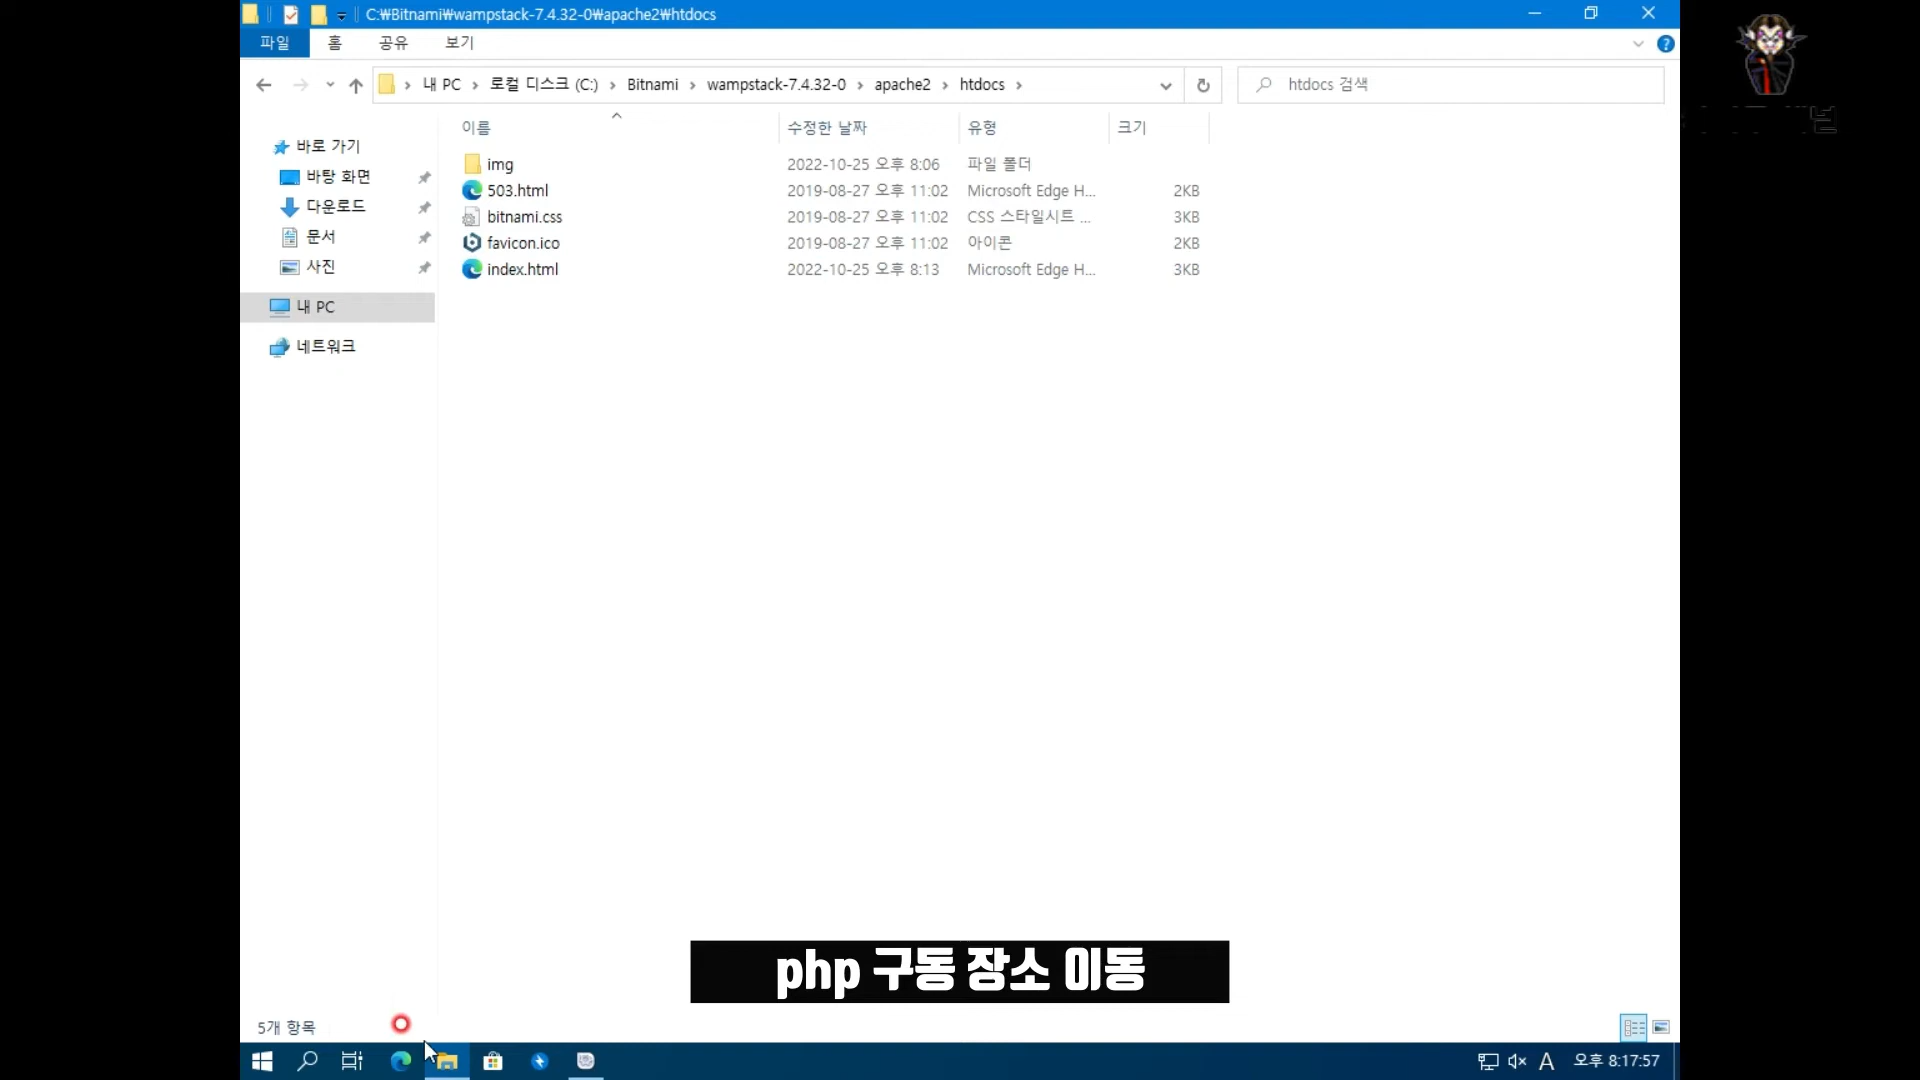 C:₩Bitnami₩wampstack-7.4.32-0₩apache2₩htdocs
파일 홈 공유 보기
내 PC 로컬 디스크 (C:) Bitnami wampstack-7.4.32-0 apache2 htdocs
htdocs 검색
이름 수정한 날짜 유형 크기
바로 가기
바탕 화면
다운로드
문서
사진
내 PC
네트워크
img 2022-10-25 오후 8:06 파일 폴더
503.html 2019-08-27 오후 11:02 Microsoft Edge H... 2KB
bitnami.css 2019-08-27 오후 11:02 CSS 스타일시트 ... 3KB
favicon.ico 2019-08-27 오후 11:02 아이콘 2KB
index.html 2022-10-25 오후 8:13 Microsoft Edge H... 3KB
php 구동 장소 이동
5개 항목
A 오후 8:17:57